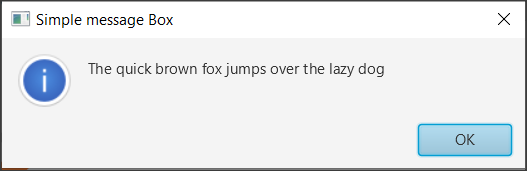 Simple message Box
The quick brown fox jumps over the lazy dog
OK